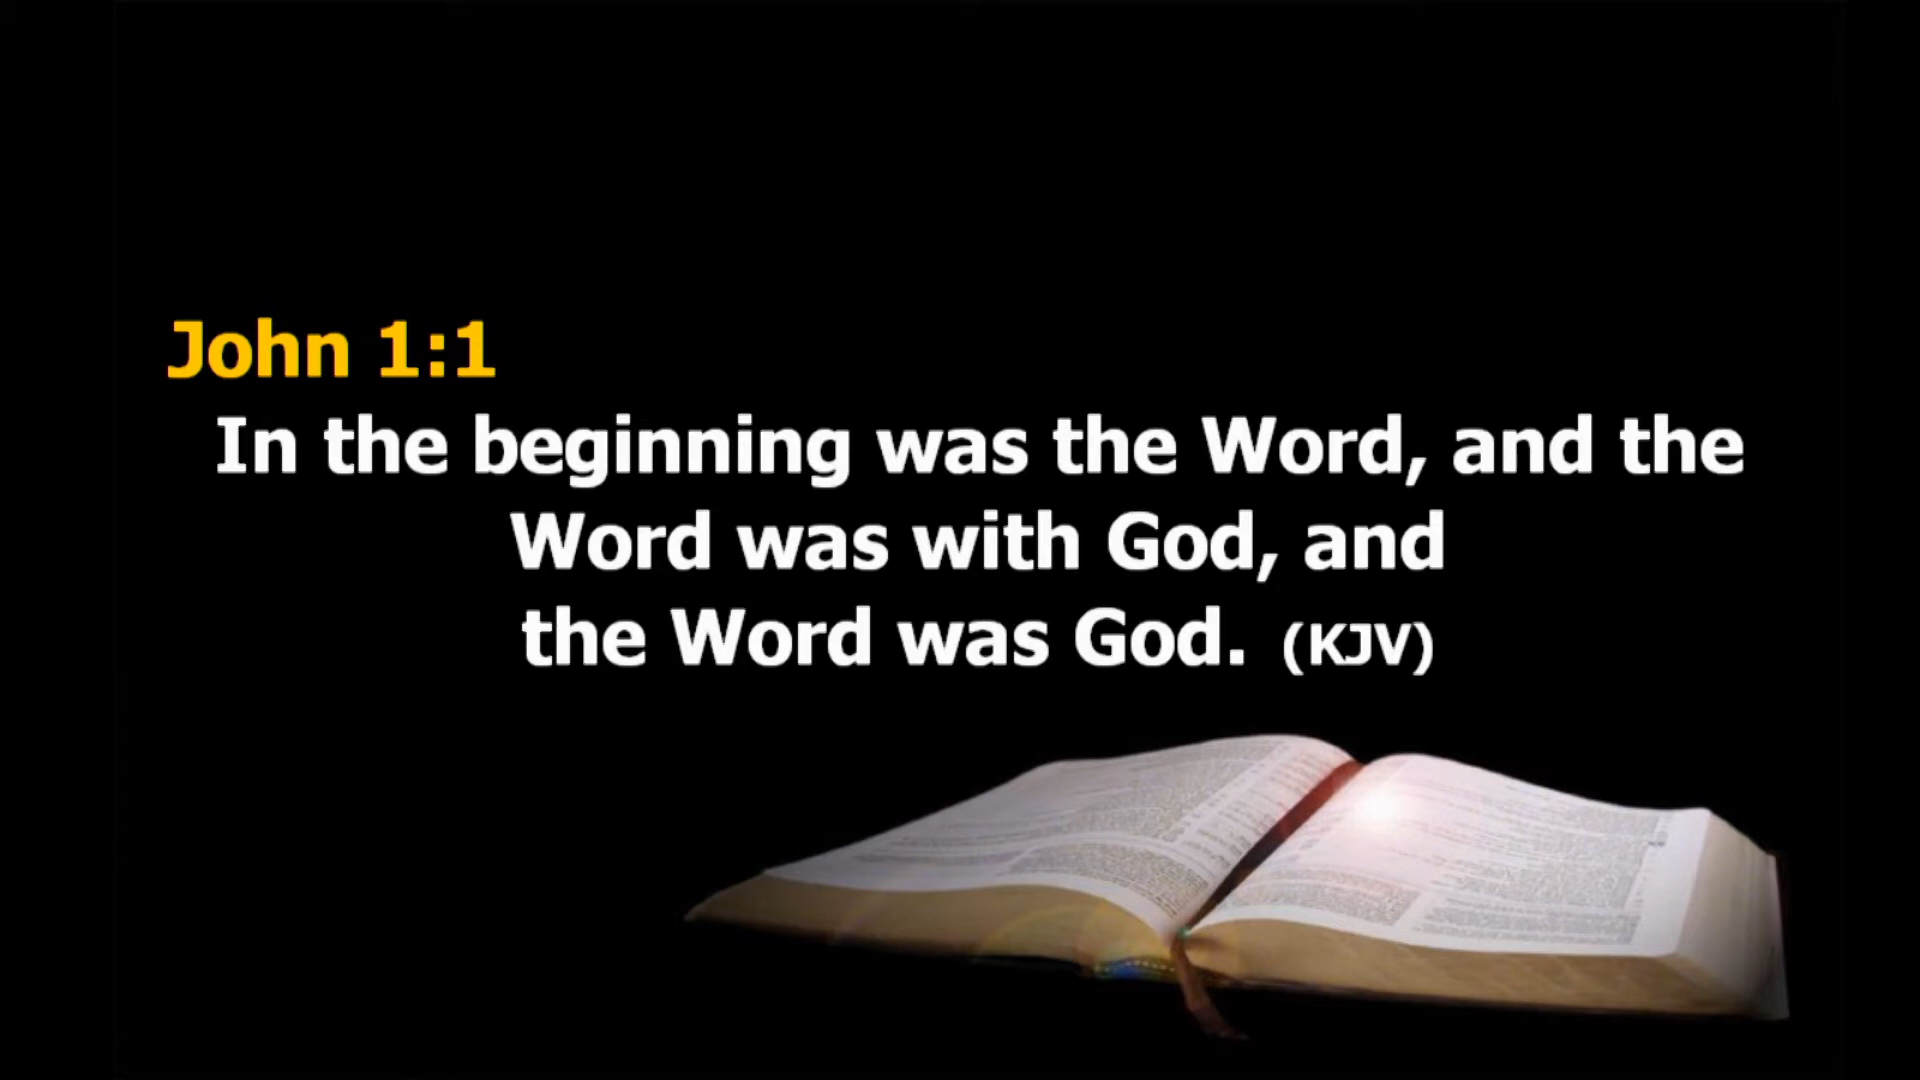 John 1:1
In the beginning was the Word, and the
Word was with God, and
the Word was God. (KJV)